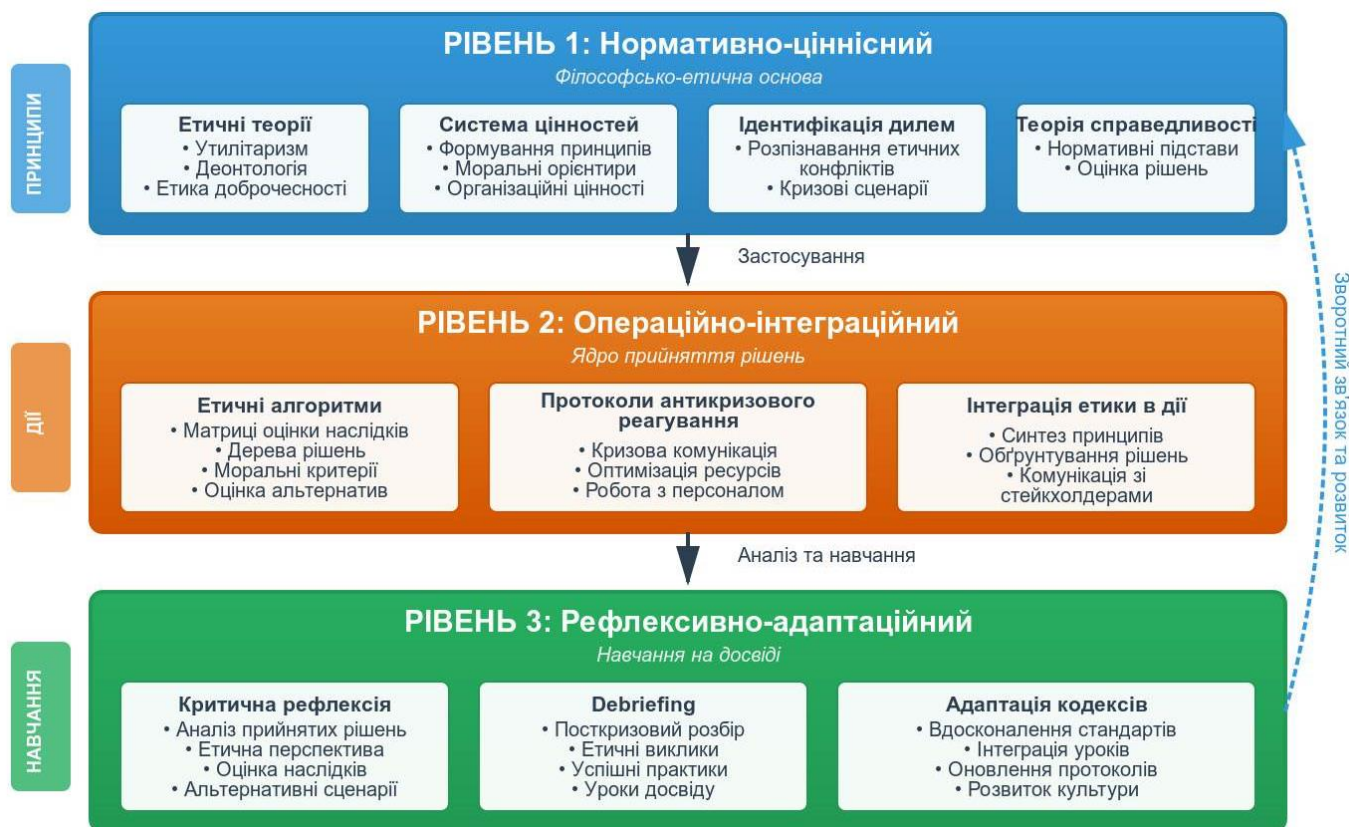 РІВЕНЬ 1: Нормативно-ціннісний
Філософсько-етична основа
ПРИНЦИПИ
Етичні теорії
• Утилітаризм
• Деонтологія
• Етика доброчесності
Система цінностей
• Формування принципів
• Моральні орієнтири
• Організаційні цінності
Ідентифікація дилем
• Розпізнавання етичних
конфліктів
• Кризові сценарії
Теорія справедливості
• Нормативні підстави
• Оцінка рішень
Застосування
РІВЕНЬ 2: Операційно-інтеграційний
Ядро прийняття рішень
ДІЇ
Етичні алгоритми
• Матриці оцінки наслідків
• Дерева рішень
• Моральні критерії
• Оцінка альтернатив
Протоколи антикризового
реагування
• Кризова комунікація
• Оптимізація ресурсів
• Робота з персоналом
Інтеграція етики в дії
• Синтез принципів
• Обґрунтування рішень
• Комунікація зі
стейкхолдерами
Аналіз та навчання
РІВЕНЬ 3: Рефлексивно-адаптаційний
Навчання на досвіді
НАВЧАННЯ
Критична рефлексія
• Аналіз прийнятих рішень
• Етична перспектива
• Оцінка наслідків
• Альтернативні сценарії
Debriefing
• Посткризовий розбір
• Етичні виклики
• Успішні практики
• Уроки досвіду
Адаптація кодексів
• Вдосконалення стандартів
• Інтеграція уроків
• Оновлення протоколів
• Розвиток культури
Зворотний зв'язок та розвиток